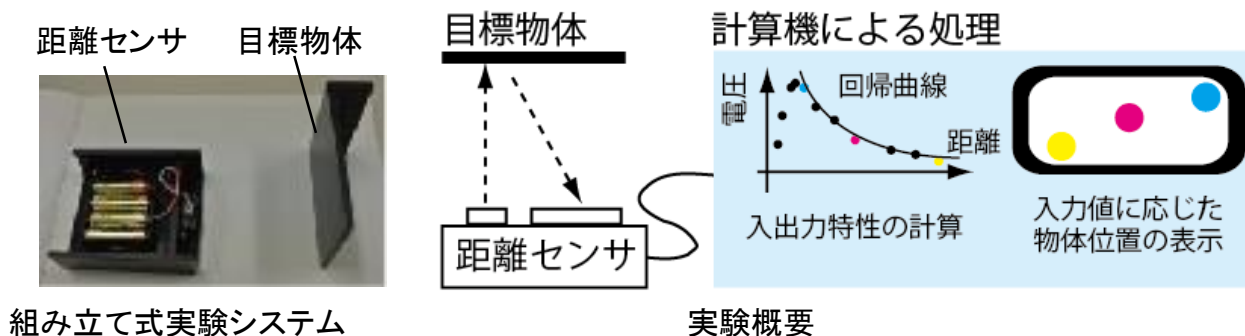 距離センサ
目標物体
組み立て式実験システム
目標物体
距離センサ
計算機による処理
電圧
回帰曲線
距離
入出力特性の計算
入力値に応じた
物体位置の表示
実験概要